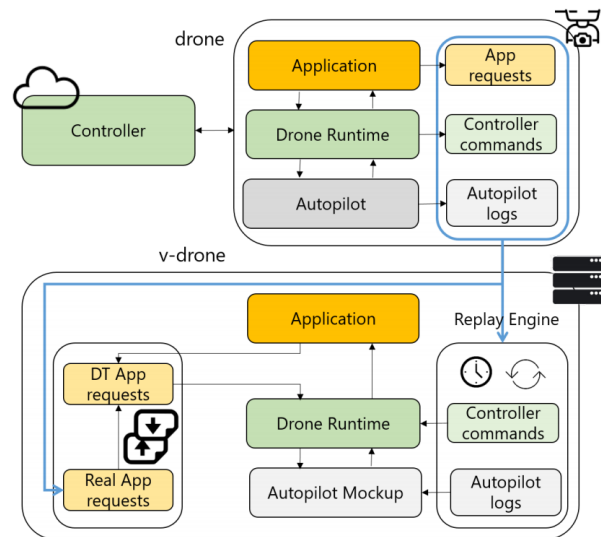 drone
Application
App
requests
Controller
Drone Runtime
Controller
commands
Autopilot
Autopilot
logs
v-drone
Application
Replay Engine
DT App
requests
Drone Runtime
Controller
commands
Real App
requests
Autopilot Mockup
Autopilot
logs